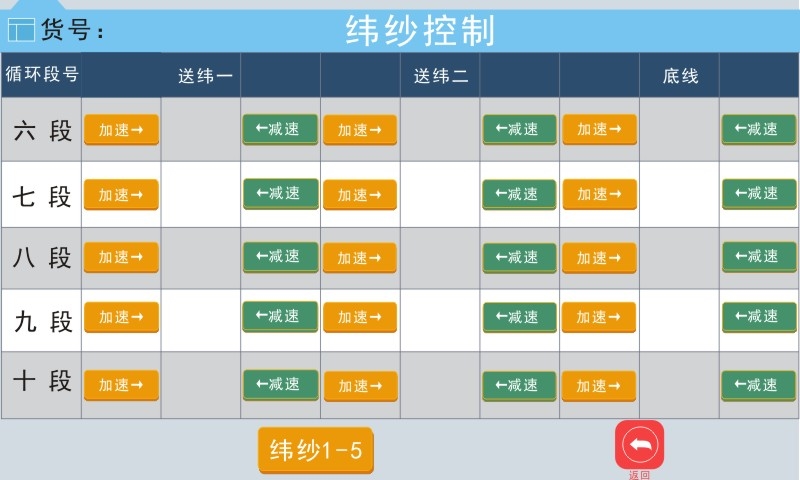 货号：
纬纱控制
循环段号 送纬一 送纬二 底线
六 段 加速→ ←减速 加速→ ←减速 加速→ ←减速
七 段 加速→ ←减速 加速→ ←减速 加速→ ←减速
八 段 加速→ ←减速 加速→ ←减速 加速→ ←减速
九 段 加速→ ←减速 加速→ ←减速 加速→ ←减速
十 段 加速→ ←减速 加速→ ←减速 加速→ ←减速
纬纱1-5
返回